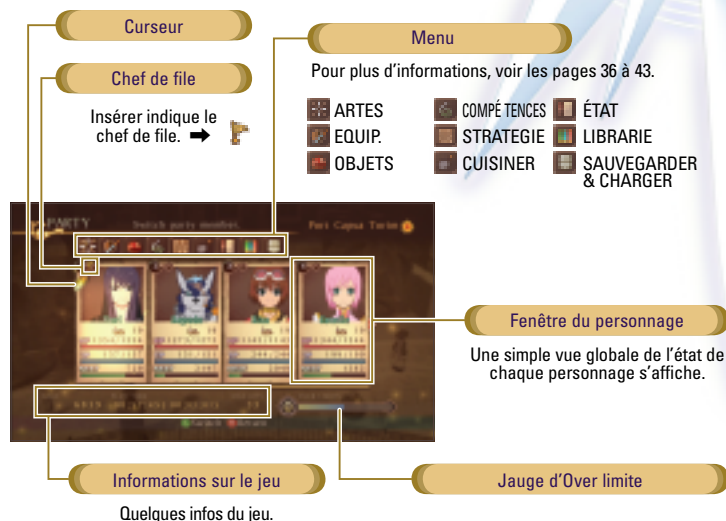 Curseur
Menu
Chef de file
Pour plus d'informations, voir les pages 36 à 43.
Insérer indique le
chef de file. ➡
ARTES
COMPÉ TENCES
ÉTAT
EQUIP.
STRATEGIE
LIBRARIE
OBJETS
CUISINER
SAUVEGARDER
& CHARGER
PARTY
Switch party member.
Port Capua Torim
Fenêtre du personnage
Une simple vue globale de l'état de
chaque personnage s'affiche.
Informations sur le jeu
Jauge d'Over limite
Quelques infos du jeu.